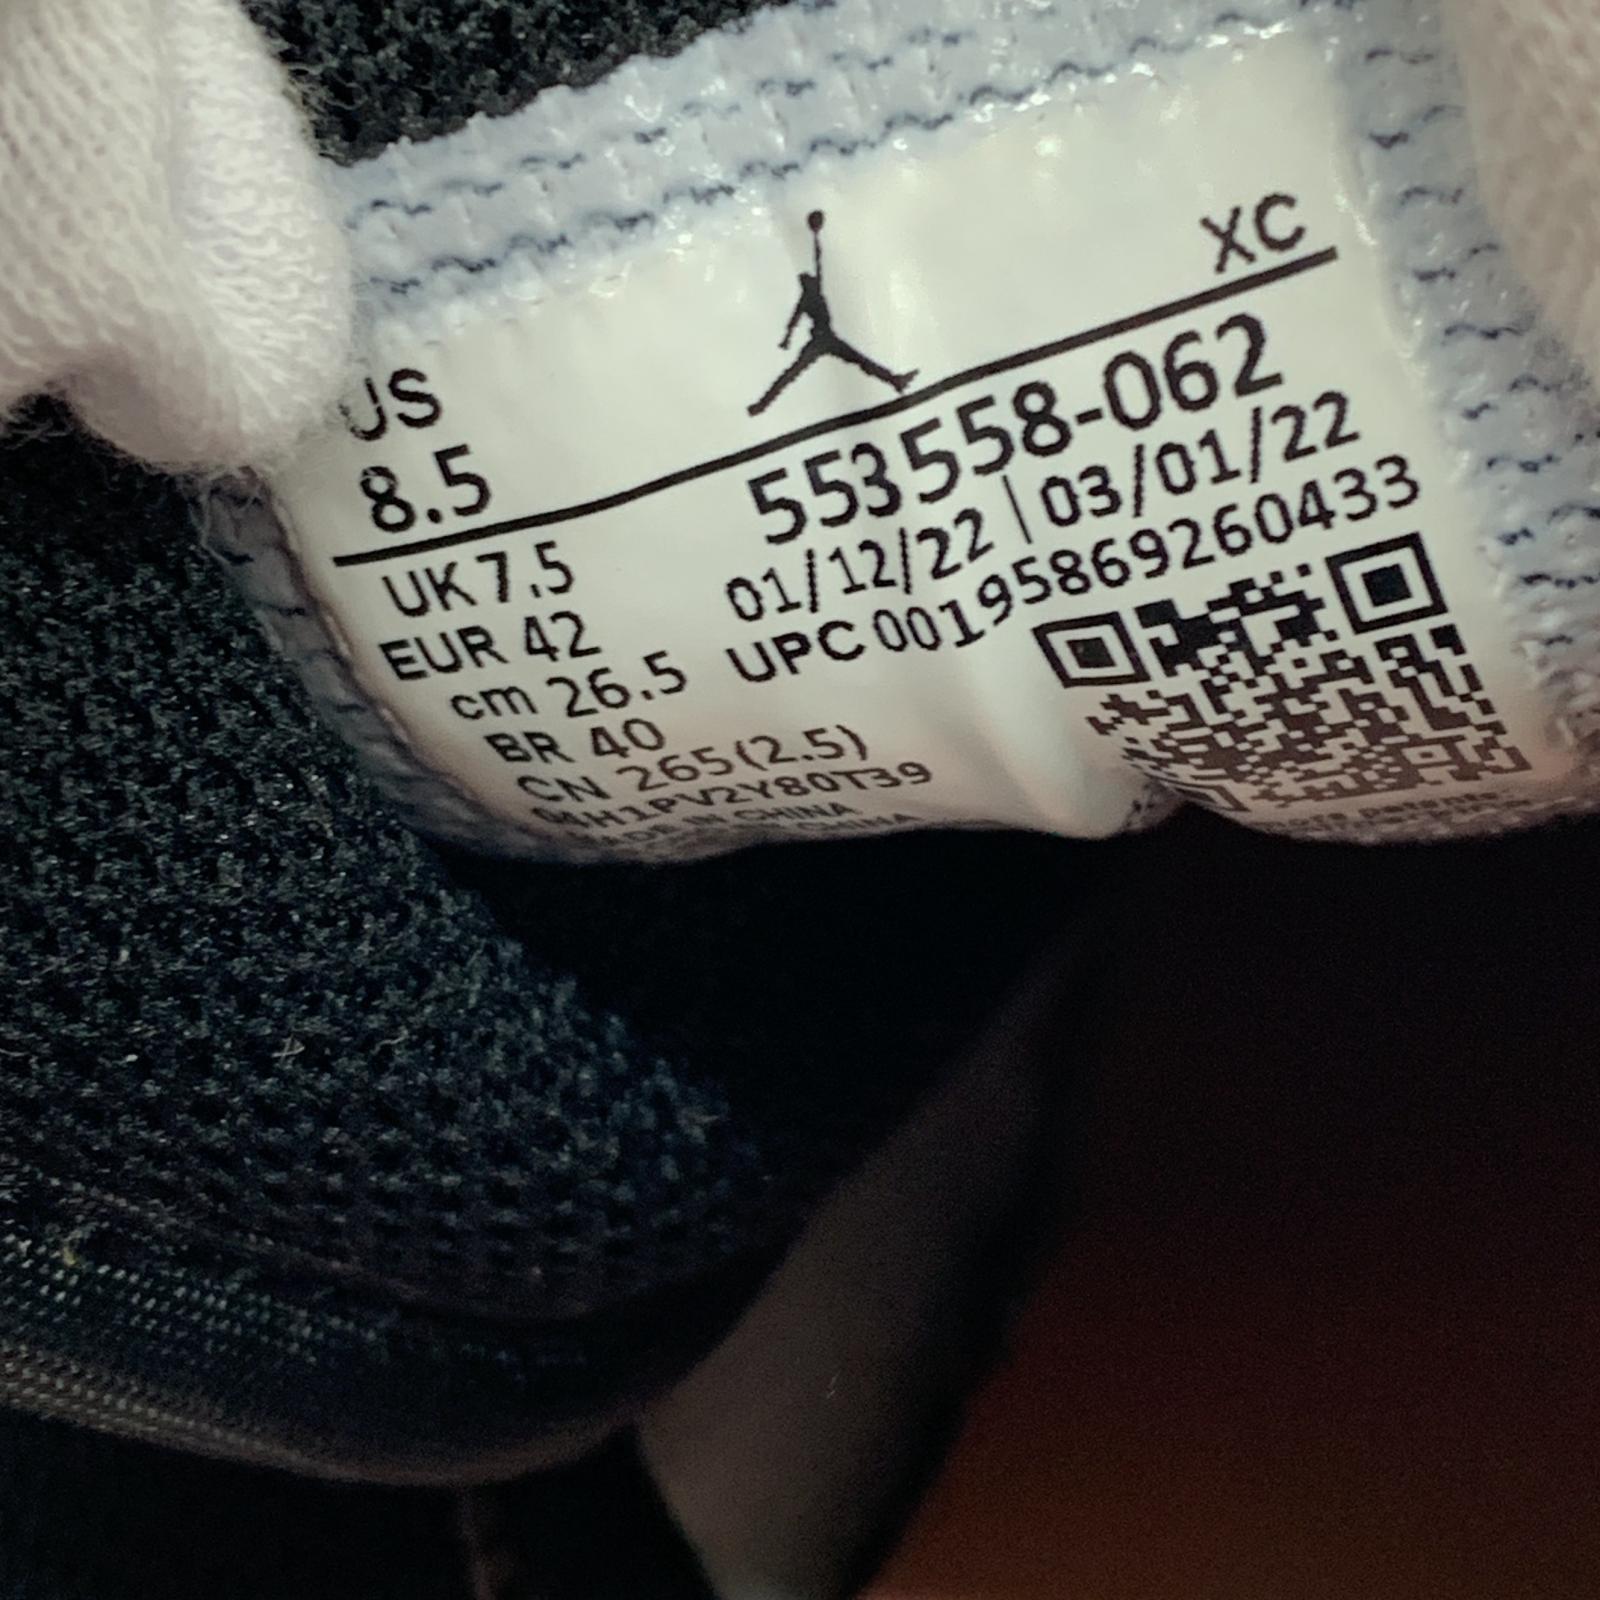 XC
US
8.5
553558-062
01/12/22 | 03/01/22
UPC 00195869260433
UK 7.5
EUR 42
cm 26.5
BR 40
CN 265(2.5)
MADE IN CHINA
CHINA